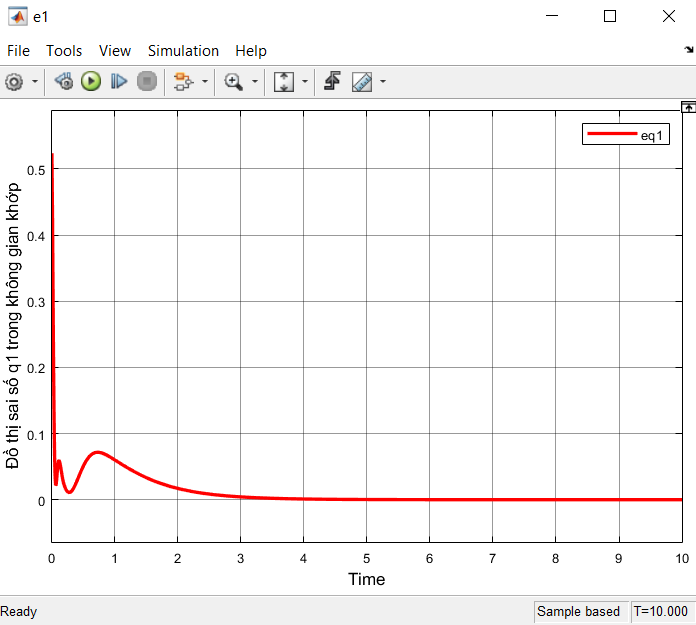 e1
File Tools View Simulation Help
eq1
Đồ thị sai số q1 trong không gian khớp
0.5
0.4
0.3
0.2
0.1
0
0 1 2 3 4 5 6 7 8 9 10
Time
Ready
Sample based T=10.000